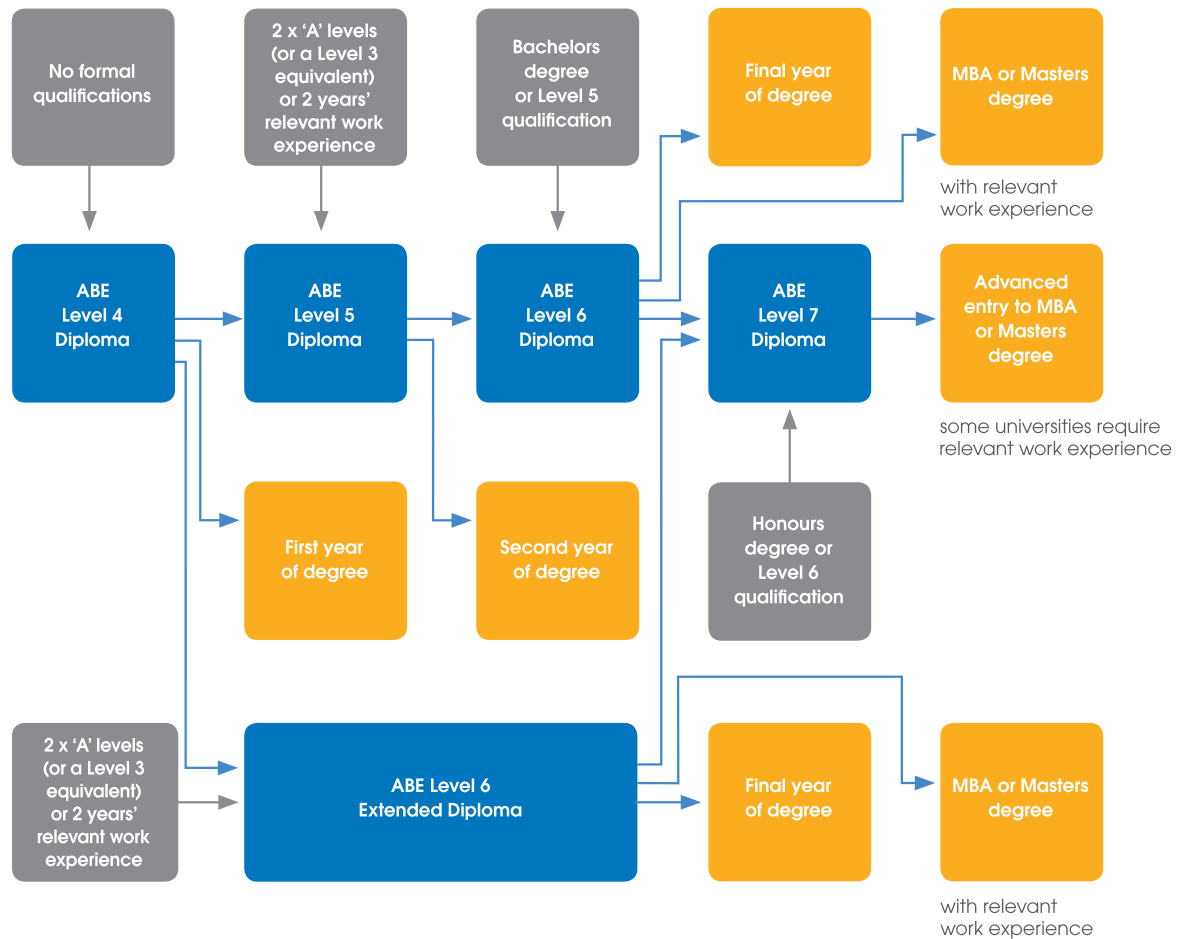 No formal
qualifications
2 x ‘A’ levels
(or a Level 3
equivalent)
or 2 years’
relevant work
experience
Bachelors
degree
or Level 5
qualification
Final year
of degree
MBA or Masters
degree
with relevant
work experience
ABE
Level 4
Diploma
ABE
Level 5
Diploma
ABE
Level 6
Diploma
ABE
Level 7
Diploma
Advanced
entry to MBA
or Masters
degree
some universities require
relevant work experience
First year
of degree
Second year
of degree
Honours
degree or
Level 6
qualification
2 x ‘A’ levels
(or a Level 3
equivalent)
or 2 years’
relevant work
experience
ABE Level 6
Extended Diploma
Final year
of degree
MBA or Masters
degree
with relevant
work experience